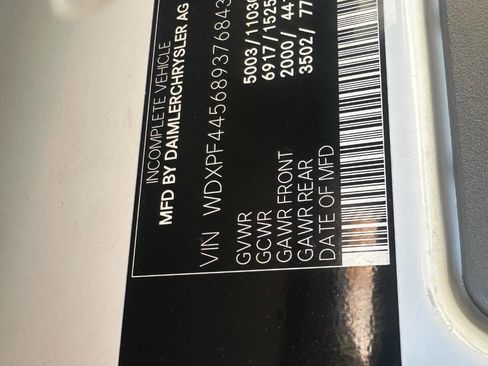 INCOMPLETE VEHICLE
MFD BY DAIMLERCHRYSLER AG
VIN WDXPF445689376843
GVWR 5003/1103
GCWR 6917/1525
GAWR FRONT 2000/44
GAWR REAR 3502/77
DATE OF MFD